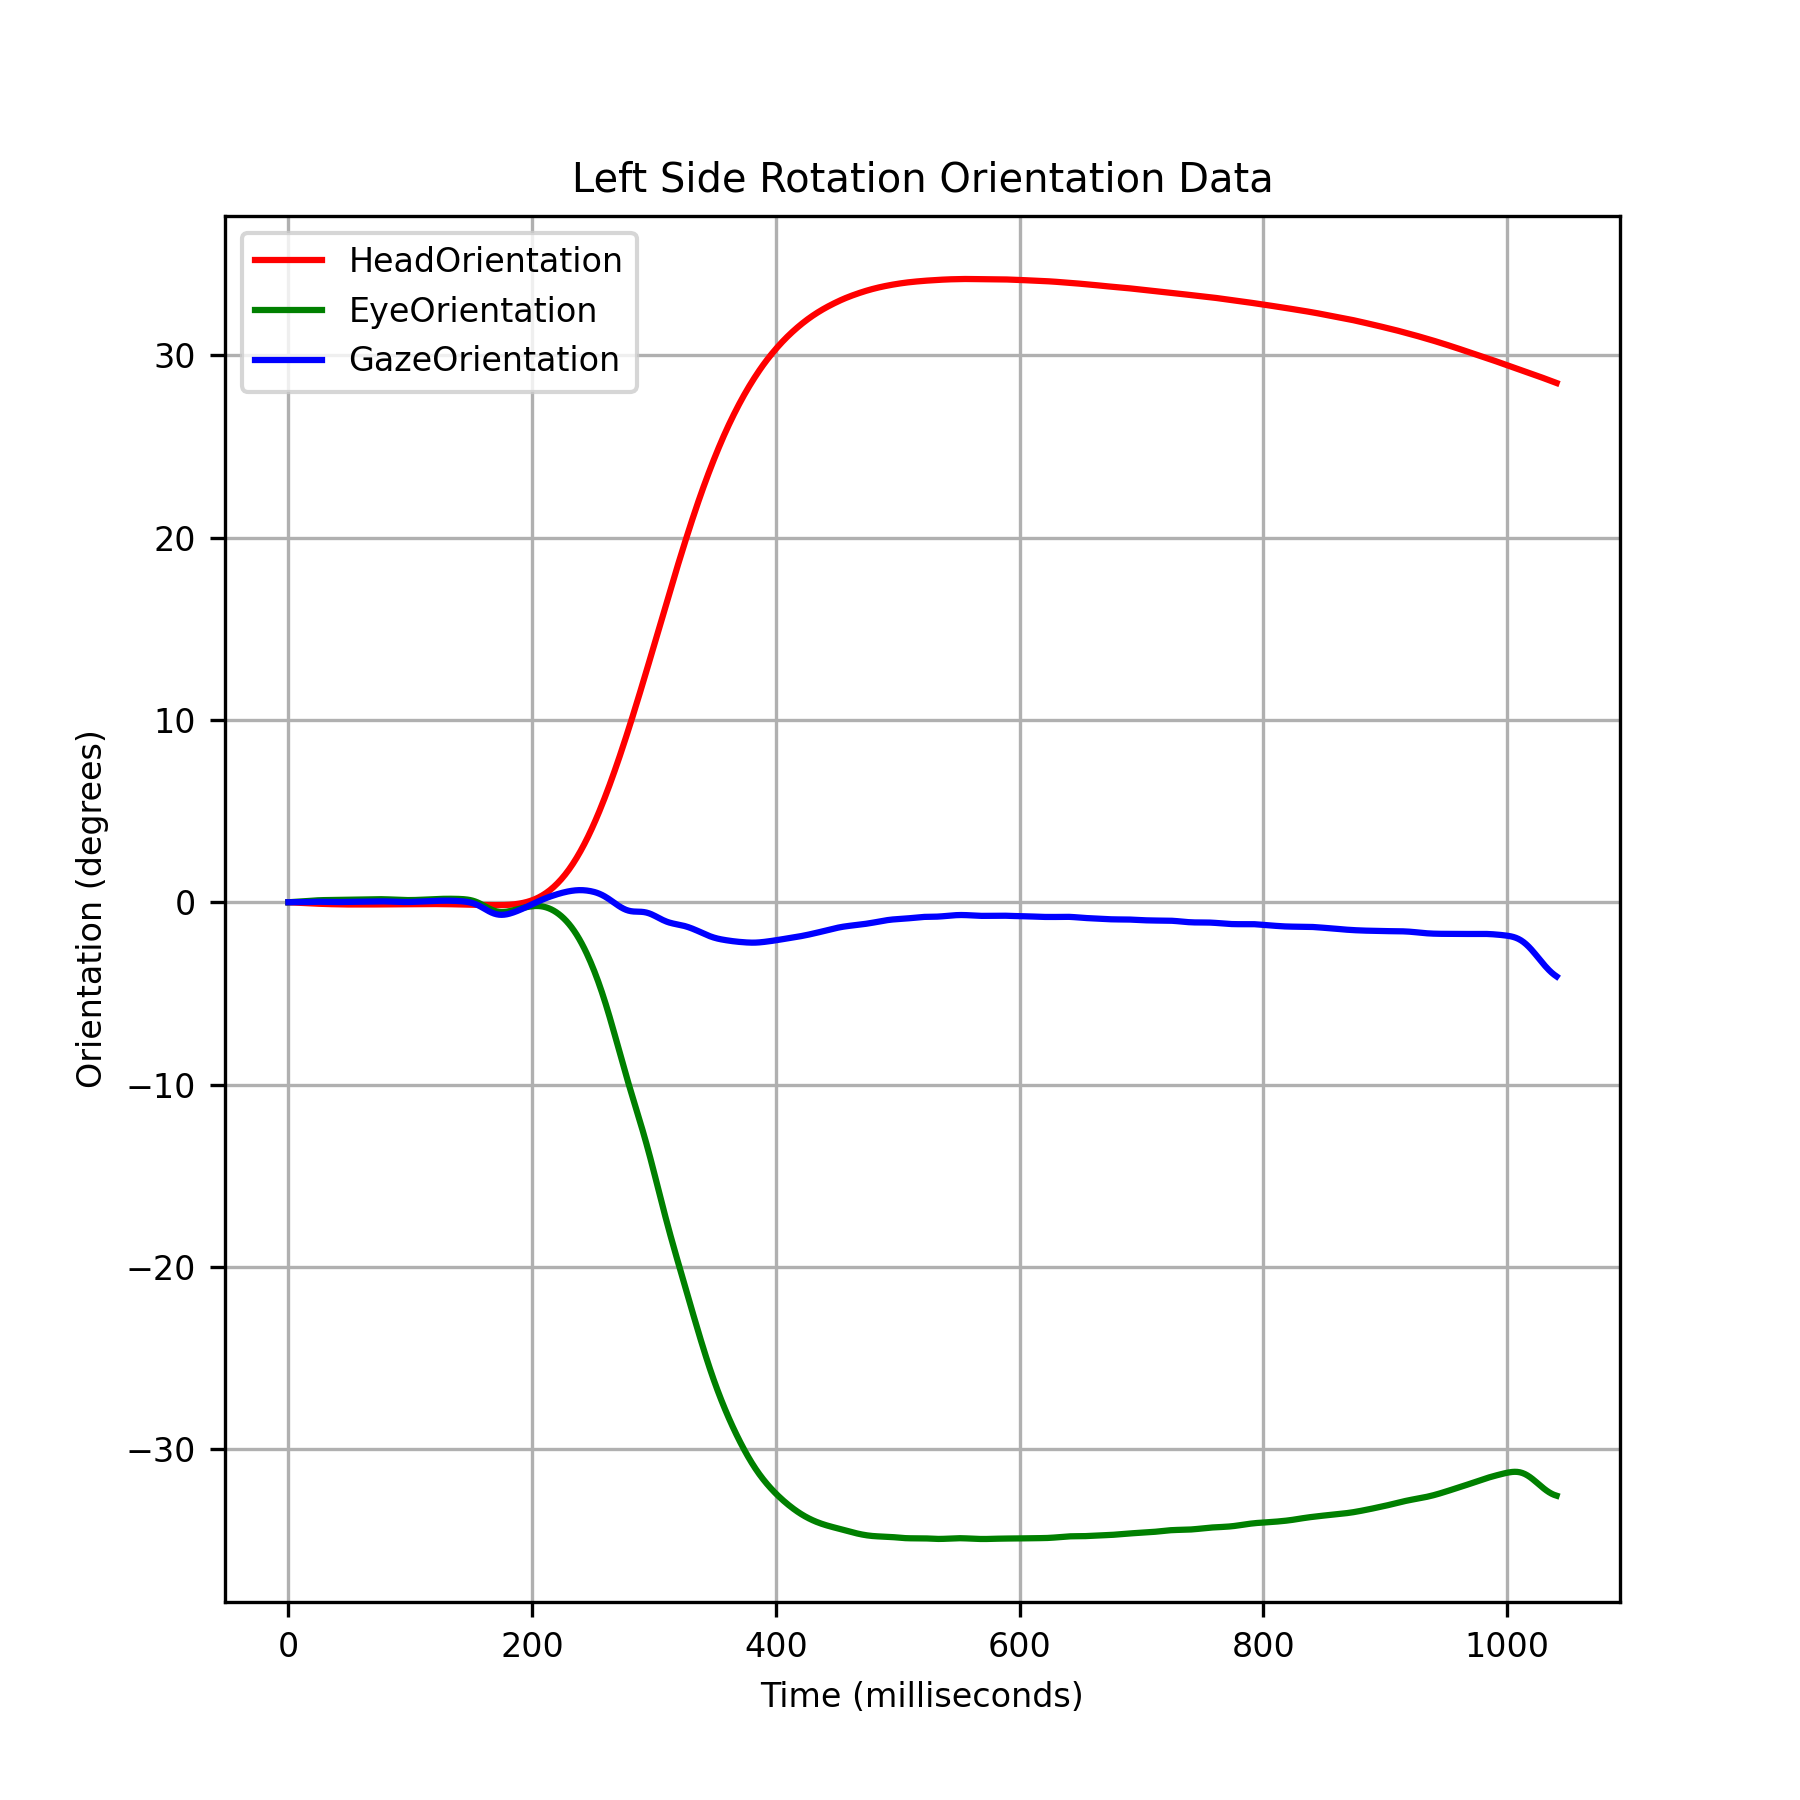 Left Side Rotation Orientation Data
HeadOrientation
EyeOrientation
GazeOrientation
30
20
10
0
−10
−20
−30
Orientation (degrees)
0 200 400 600 800 1000
Time (milliseconds)